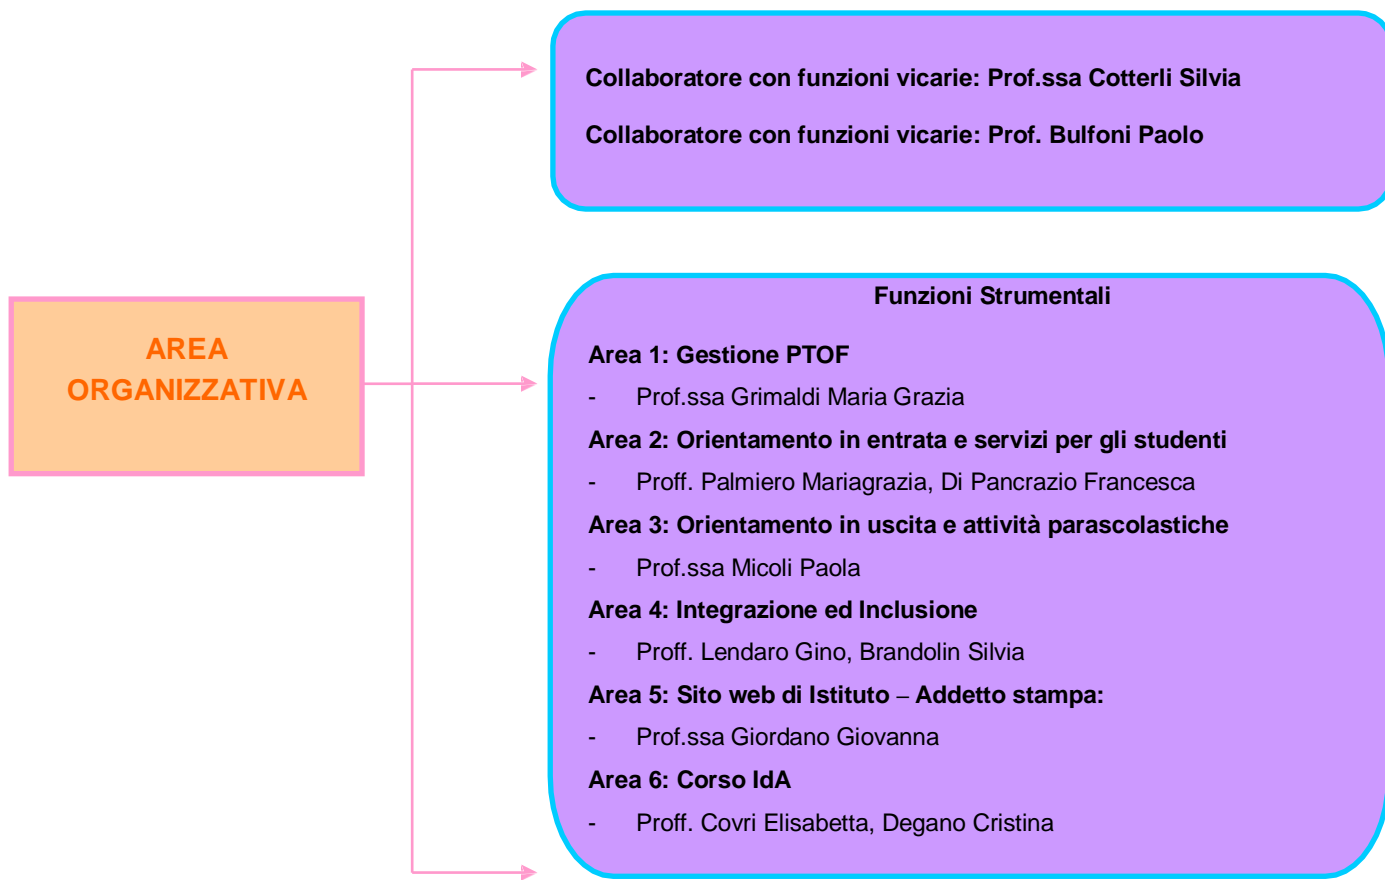 Collaboratore con funzioni vicarie: Prof.ssa Cotterli Silvia
Collaboratore con funzioni vicarie: Prof. Bulfoni Paolo
AREA
ORGANIZZATIVA
Funzioni Strumentali
Area 1: Gestione PTOF
- Prof.ssa Grimaldi Maria Grazia
Area 2: Orientamento in entrata e servizi per gli studenti
- Proff. Palmiero Mariagrazia, Di Pancrazio Francesca
Area 3: Orientamento in uscita e attività parascolastiche
- Prof.ssa Micoli Paola
Area 4: Integrazione ed Inclusione
- Proff. Lendaro Gino, Brandolin Silvia
Area 5: Sito web di Istituto – Addetto stampa:
- Prof.ssa Giordano Giovanna
Area 6: Corso IdA
- Proff. Covri Elisabetta, Degano Cristina